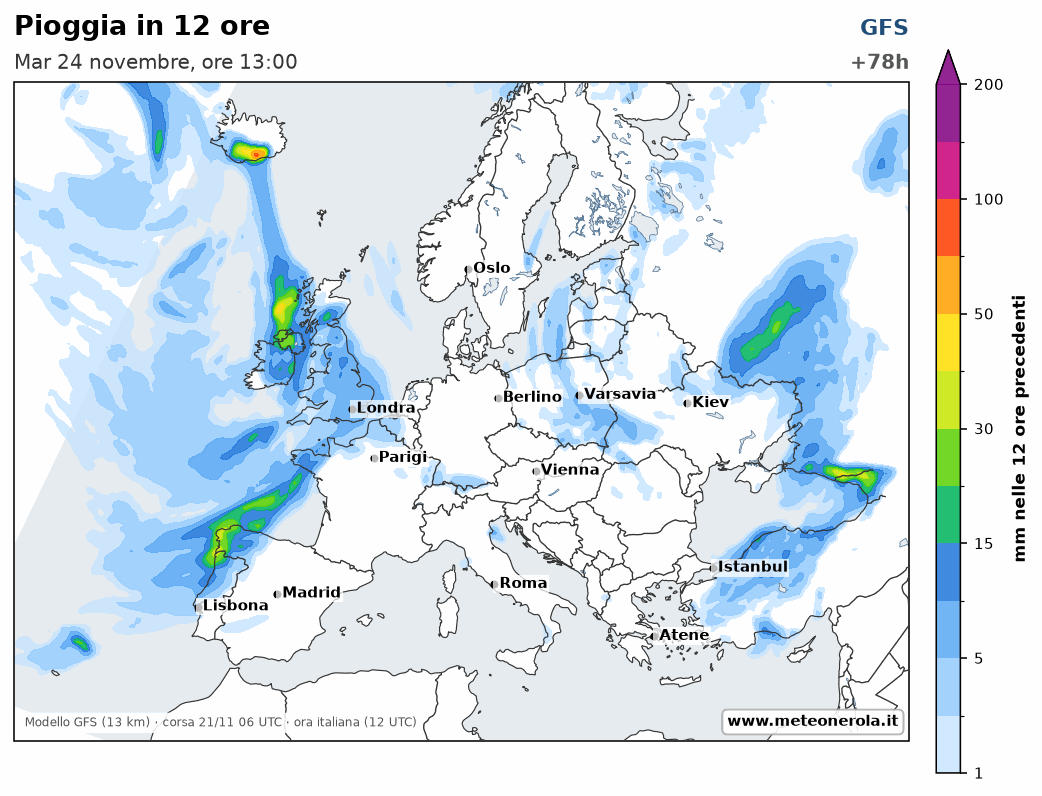 Pioggia in 12 ore
GFS
Mar 24 novembre, ore 13:00
+78h
200
100
50
30
15
5
1
mm nelle 12 ore precedenti
Oslo
Berlino
Varsavia
Kiev
Londra
Parigi
Vienna
Istanbul
Roma
Madrid
Lisbona
Atene
Modello GFS (13 km) · corsa 21/11 06 UTC · ora italiana (12 UTC)
www.meteonerola.it